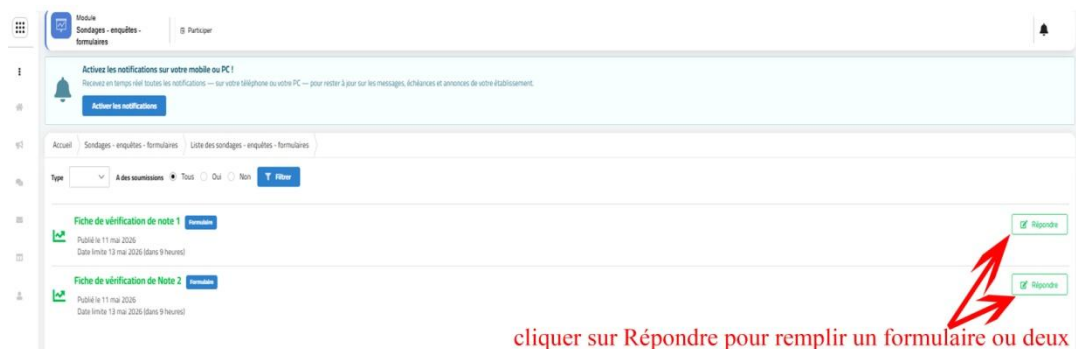 Module
Sondages - enquêtes -
formulaires
Participer
Activez les notifications sur votre mobile ou PC !
Recevez en temps réel toutes les notifications — sur votre téléphone ou votre PC — pour rester à jour sur les messages, échéances et annonces de votre établissement.
Activer les notifications
Accueil Sondages - enquêtes - formulaires Liste des sondages - enquêtes - formulaires
Type A des soumissions Tous Oui Non Filtrer
Fiche de vérification de note 1 Formulaire
Répondre
Publié le 11 mai 2026
Date limite 13 mai 2026 (dans 9 heures)
Fiche de vérification de Note 2 Formulaire
Répondre
Publié le 11 mai 2026
Date limite 13 mai 2026 (dans 9 heures)
cliquer sur Répondre pour remplir un formulaire ou deux